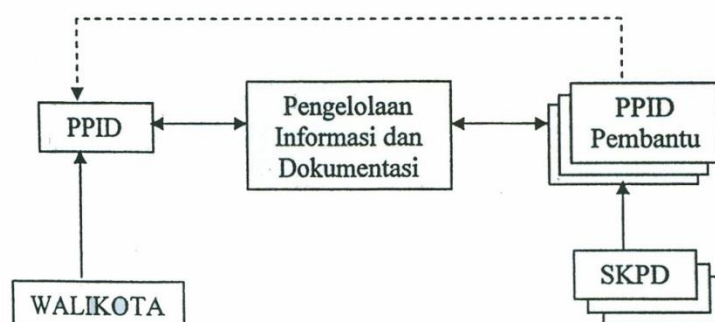 PPID
Pengelolaan
Informasi dan
Dokumentasi
PPID
Pembantu
SKPD
WALIKOTA